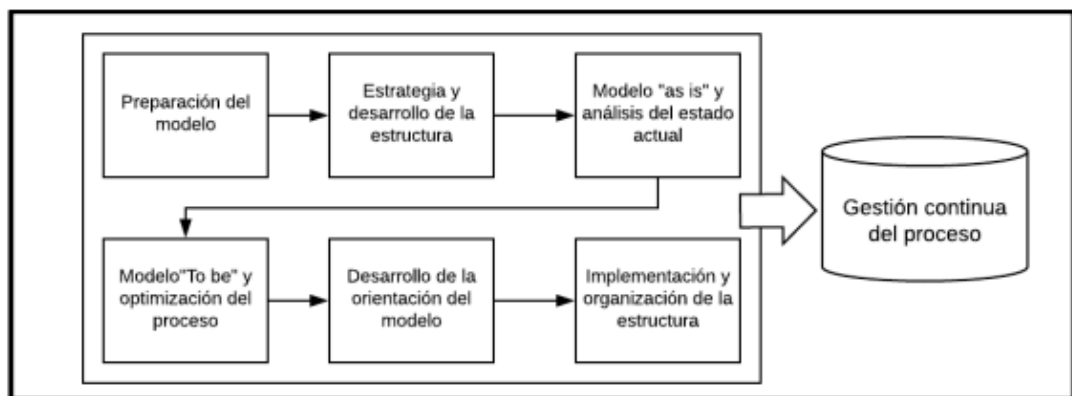 Preparación del
modelo
Estrategia y
desarrollo de la
estructura
Modelo "as is" y
análisis del estado
actual
Modelo"To be" y
optimización del
proceso
Desarrollo de la
orientación del
modelo
Implementación y
organización de la
estructura
Gestión continua
del proceso